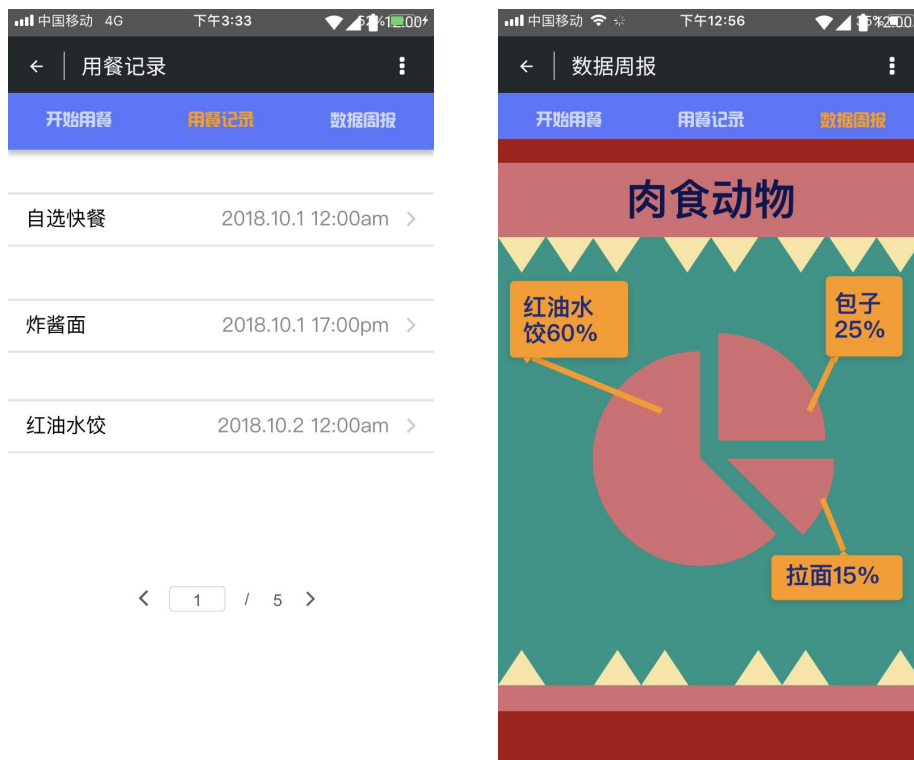 中国移动 4G 下午3:33
用餐记录
开始用餐 用餐记录 数据周报
自选快餐 2018.10.1 12:00am
炸酱面 2018.10.1 17:00pm
红油水饺 2018.10.2 12:00am
1 / 5
中国移动 下午12:56
数据周报
开始用餐 用餐记录 数据周报
肉食动物
红油水
饺60%
包子
25%
拉面15%